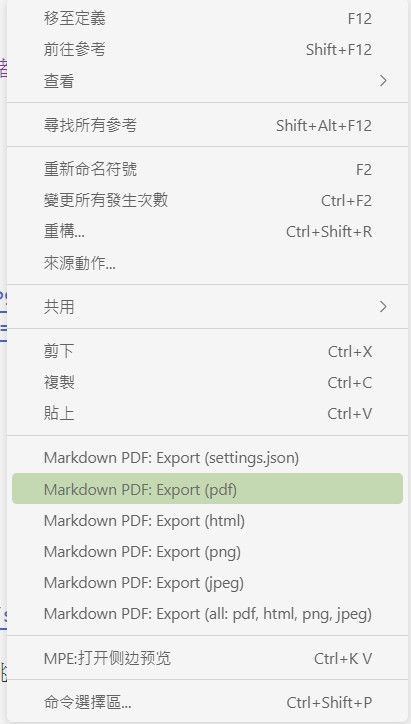 移至定義 F12
前往參考 Shift+F12
查看
尋找所有參考 Shift+Alt+F12
重新命名符號 F2
變更所有發生次數 Ctrl+F2
重構... Ctrl+Shift+R
來源動作...
共用
剪下 Ctrl+X
複製 Ctrl+C
貼上 Ctrl+V
Markdown PDF: Export (settings.json)
Markdown PDF: Export (pdf)
Markdown PDF: Export (html)
Markdown PDF: Export (png)
Markdown PDF: Export (jpeg)
Markdown PDF: Export (all: pdf, html, png, jpeg)
MPE:打开侧边预览 Ctrl+K V
命令選擇區... Ctrl+Shift+P